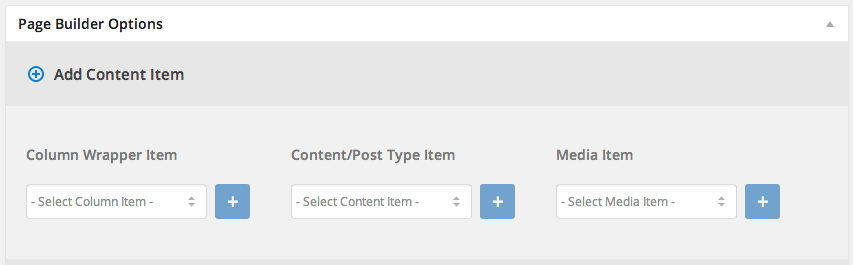 Page Builder Options
Add Content Item
Column Wrapper Item
Content/Post Type Item
Media Item
- Select Column Item -
- Select Content Item -
- Select Media Item -